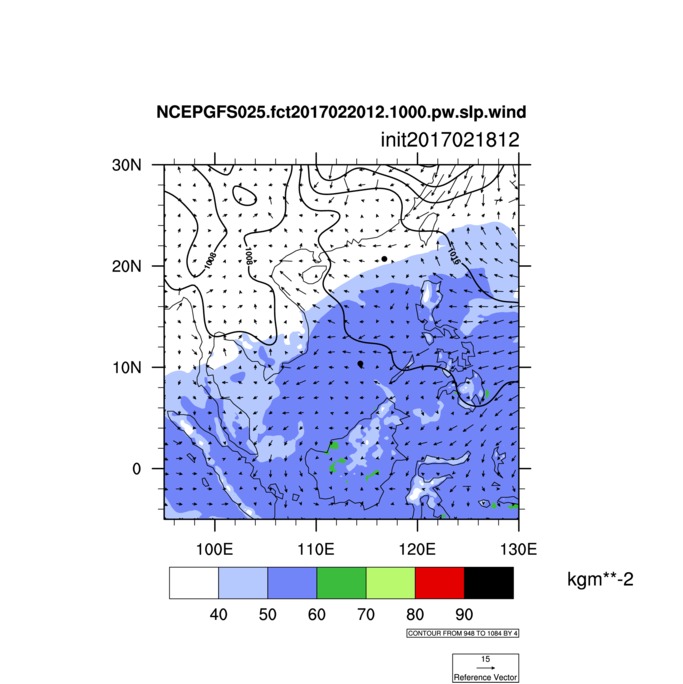 NCEPGFS025.fct2017022012.1000.pw.slp.wind
init2017021812
30N
20N
10N
0
1008
1008
1016
100E 110E 120E 130E
40 50 60 70 80 90
kgm**-2
CONTOUR FROM 948 TO 1084 BY 4
15
Reference Vector